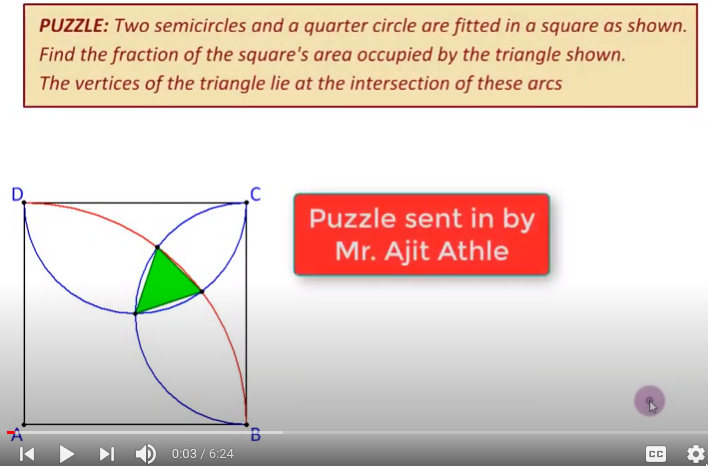 PUZZLE: Two semicircles and a quarter circle are fitted in a square as shown.
Find the fraction of the square's area occupied by the triangle shown.
The vertices of the triangle lie at the intersection of these arcs
D
C
Puzzle sent in by
Mr. Ajit Athle
A
B
0:03 / 6:24
CC